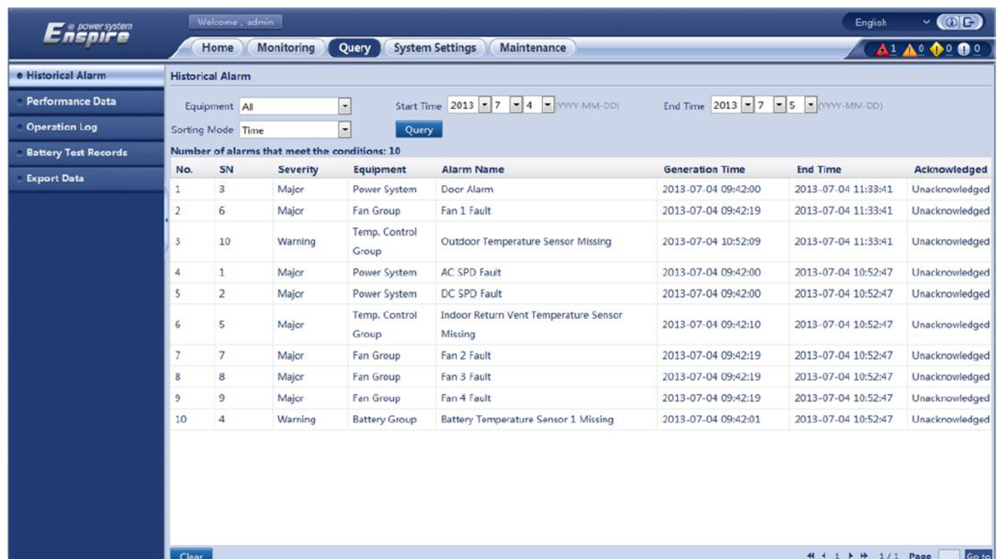 Enspire power system
Welcome , admin
English
Home Monitoring Query System Settings Maintenance
1 0 0 0
Historical Alarm
Performance Data
Operation Log
Battery Test Records
Export Data
Historical Alarm
Equipment All Start Time 2013 7 4 (YYYY-MM-DD) End Time 2013 7 5 (YYYY-MM-DD)
Sorting Mode Time Query
Number of alarms that meet the conditions: 10
No. SN Severity Equipment Alarm Name Generation Time End Time Acknowledged
1 3 Major Power System Door Alarm 2013-07-04 09:42:00 2013-07-04 11:33:41 Unacknowledged
2 6 Major Fan Group Fan 1 Fault 2013-07-04 09:42:19 2013-07-04 11:33:41 Unacknowledged
3 10 Warning Temp. Control Group Outdoor Temperature Sensor Missing 2013-07-04 10:52:09 2013-07-04 11:33:41 Unacknowledged
4 1 Major Power System AC SPD Fault 2013-07-04 09:42:00 2013-07-04 10:52:47 Unacknowledged
5 2 Major Power System DC SPD Fault 2013-07-04 09:42:00 2013-07-04 10:52:47 Unacknowledged
6 5 Major Temp. Control Group Indoor Return Vent Temperature Sensor Missing 2013-07-04 09:42:10 2013-07-04 10:52:47 Unacknowledged
7 7 Major Fan Group Fan 2 Fault 2013-07-04 09:42:19 2013-07-04 10:52:47 Unacknowledged
8 8 Major Fan Group Fan 3 Fault 2013-07-04 09:42:19 2013-07-04 10:52:47 Unacknowledged
9 9 Major Fan Group Fan 4 Fault 2013-07-04 09:42:19 2013-07-04 10:52:47 Unacknowledged
10 4 Warning Battery Group Battery Temperature Sensor 1 Missing 2013-07-04 09:42:01 2013-07-04 10:52:47 Unacknowledged
Clear 1 1/1 Page Go to